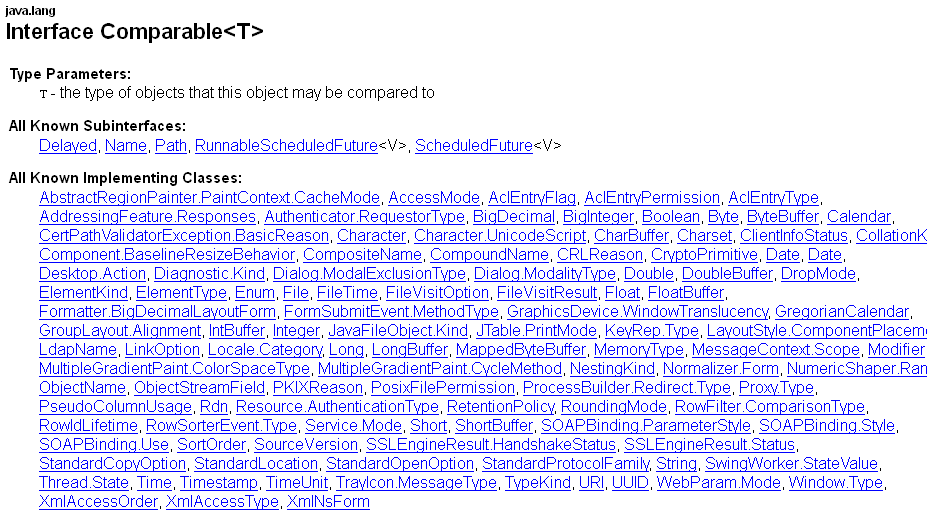 java.lang
Interface Comparable<T>
Type Parameters:
T - the type of objects that this object may be compared to
All Known Subinterfaces:
Delayed, Name, Path, RunnableScheduledFuture<V>, ScheduledFuture<V>
All Known Implementing Classes:
AbstractRegionPainter.PaintContext.CacheMode, AccessMode, AclEntryFlag, AclEntryPermission, AclEntryType,
AddressingFeature.Responses, Authenticator.RequestorType, BigDecimal, BigInteger, Boolean, Byte, ByteBuffer, Calendar,
CertPathValidatorException.BasicReason, Character, Character.UnicodeScript, CharBuffer, Charset, ClientInfoStatus, CollationK
Component.BaselineResizeBehavior, CompositeName, CompoundName, CRLReason, CryptoPrimitive, Date, Date,
Desktop.Action, Diagnostic.Kind, Dialog.ModalExclusionType, Dialog.ModalityType, Double, DoubleBuffer, DropMode,
ElementKind, ElementType, Enum, File, FileTime, FileVisitOption, FileVisitResult, Float, FloatBuffer,
Formatter.BigDecimalLayoutForm, FormSubmitEvent.MethodType, GraphicsDevice.WindowTranslucency, GregorianCalendar,
GroupLayout.Alignment, IntBuffer, Integer, JavaFileObject.Kind, JTable.PrintMode, KeyRep.Type, LayoutStyle.ComponentPlaceme
LdapName, LinkOption, Locale.Category, Long, LongBuffer, MappedByteBuffer, MemoryType, MessageContext.Scope, Modifier
MultipleGradientPaint.ColorSpaceType, MultipleGradientPaint.CycleMethod, NestingKind, Normalizer.Form, NumericShaper.Ran
ObjectName, ObjectStreamField, PKIXReason, PosixFilePermission, ProcessBuilder.Redirect.Type, Proxy.Type,
PseudoColumnUsage, Rdn, Resource.AuthenticationType, RetentionPolicy, RoundingMode, RowFilter.ComparisonType,
RowIdLifetime, RowSorterEvent.Type, Service.Mode, Short, ShortBuffer, SOAPBinding.ParameterStyle, SOAPBinding.Style,
SOAPBinding.Use, SortOrder, SourceVersion, SSLEngineResult.HandshakeStatus, SSLEngineResult.Status,
StandardCopyOption, StandardLocation, StandardOpenOption, StandardProtocolFamily, String, SwingWorker.StateValue,
Thread.State, Time, Timestamp, TimeUnit, TrayIcon.MessageType, TypeKind, URI, UUID, WebParam.Mode, Window.Type,
XmlAccessOrder, XmlAccessType, XmlNsForm